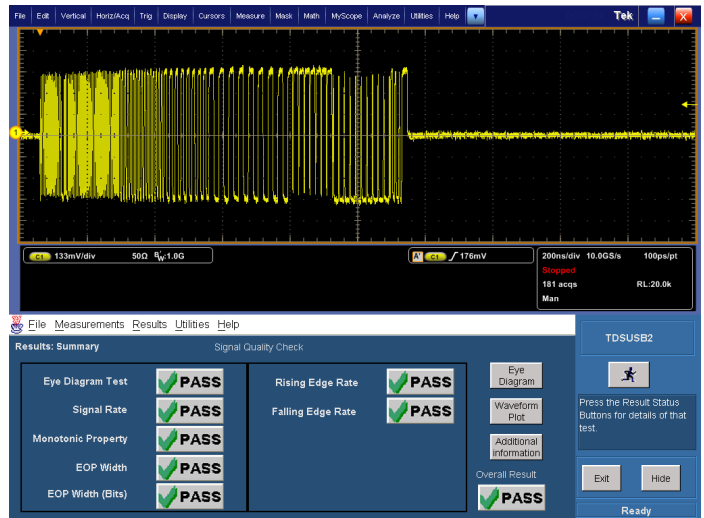 File Edit Vertical Horiz/Acq Trig Display Cursors Measure Mask Math MyScope Analyze Utilities Help Tek X
1
C1 133mV/div 50Ω BW:1.0G
A' C1 176mV
200ns/div 10.0GS/s 100ps/pt
Stopped
181 acqs RL:20.0k
Man
File Measurements Results Utilities Help
Results: Summary Signal Quality Check
Eye Diagram Test PASS
Signal Rate PASS
Monotonic Property PASS
EOP Width PASS
EOP Width (Bits) PASS
Rising Edge Rate PASS
Falling Edge Rate PASS
Eye
Diagram
Waveform
Plot
Additional
information
Overall Result
PASS
TDSUSB2
Press the Result Status
Buttons for details of that
test.
Exit Hide
Ready